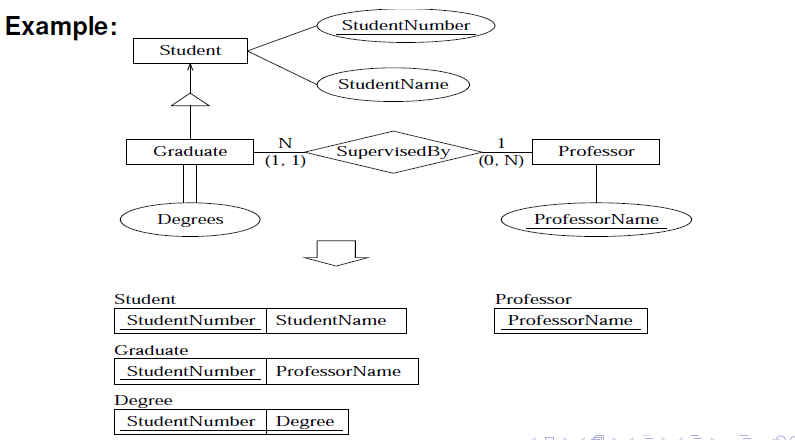 Example:
Student
StudentNumber
StudentName
Graduate
N
(1, 1)
SupervisedBy
1
(0, N)
Professor
Degrees
ProfessorName
Student
StudentNumber StudentName
Professor
ProfessorName
Graduate
StudentNumber ProfessorName
Degree
StudentNumber Degree